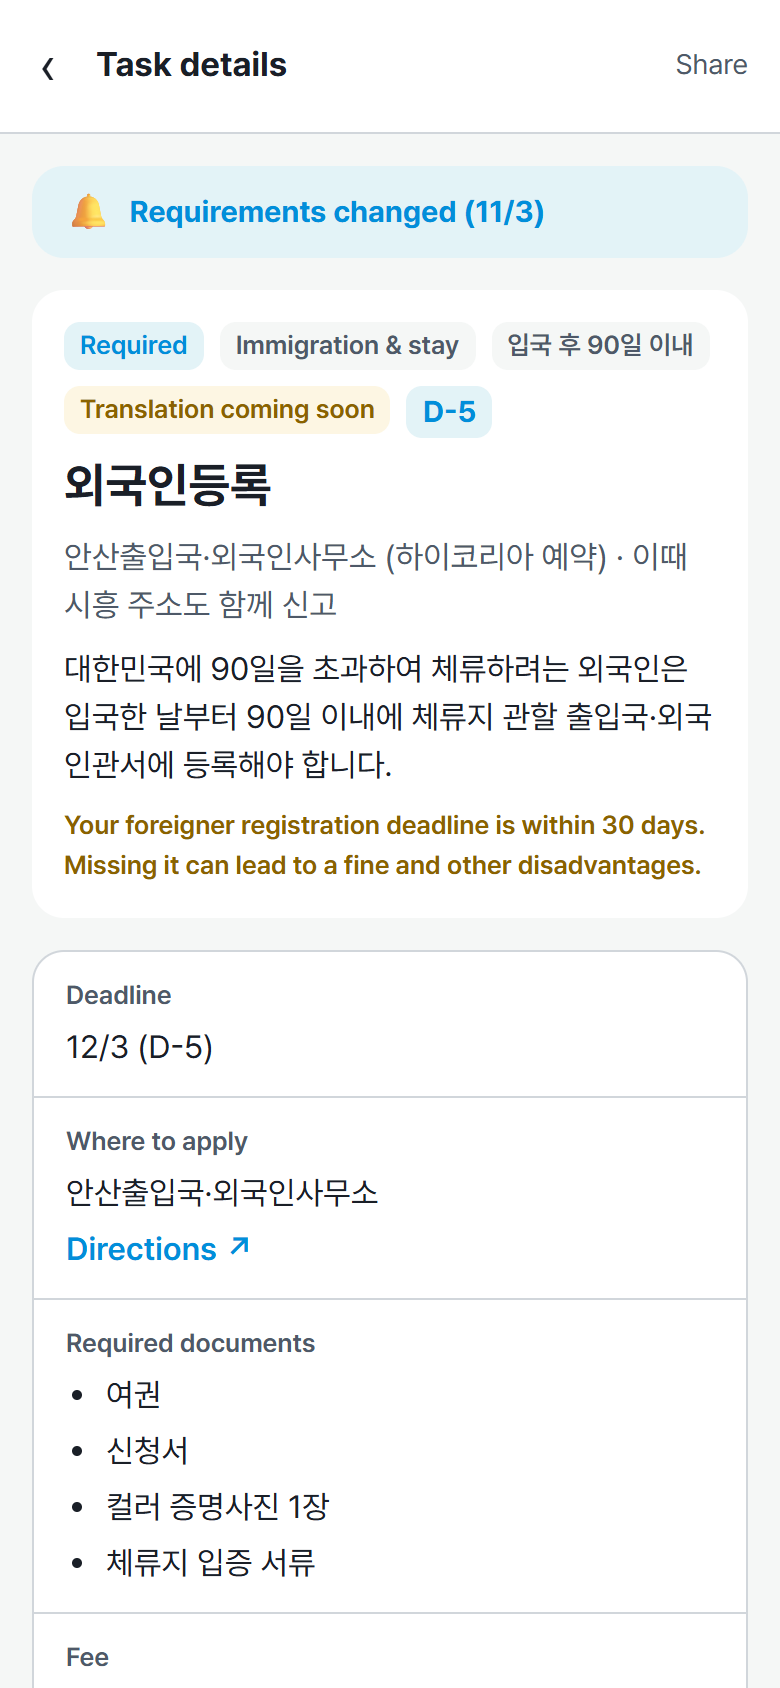 ‹ Task details Share
🔔 Requirements changed (11/3)
Required Immigration & stay 입국 후 90일 이내
Translation coming soon D-5
외국인등록
안산출입국·외국인사무소 (하이코리아 예약) · 이때
시흥 주소도 함께 신고
대한민국에 90일을 초과하여 체류하려는 외국인은
입국한 날부터 90일 이내에 체류지 관할 출입국·외국
인관서에 등록해야 합니다.
Your foreigner registration deadline is within 30 days.
Missing it can lead to a fine and other disadvantages.
Deadline
12/3 (D-5)
Where to apply
안산출입국·외국인사무소
Directions ↗
Required documents
• 여권
• 신청서
• 컬러 증명사진 1장
• 체류지 입증 서류
Fee